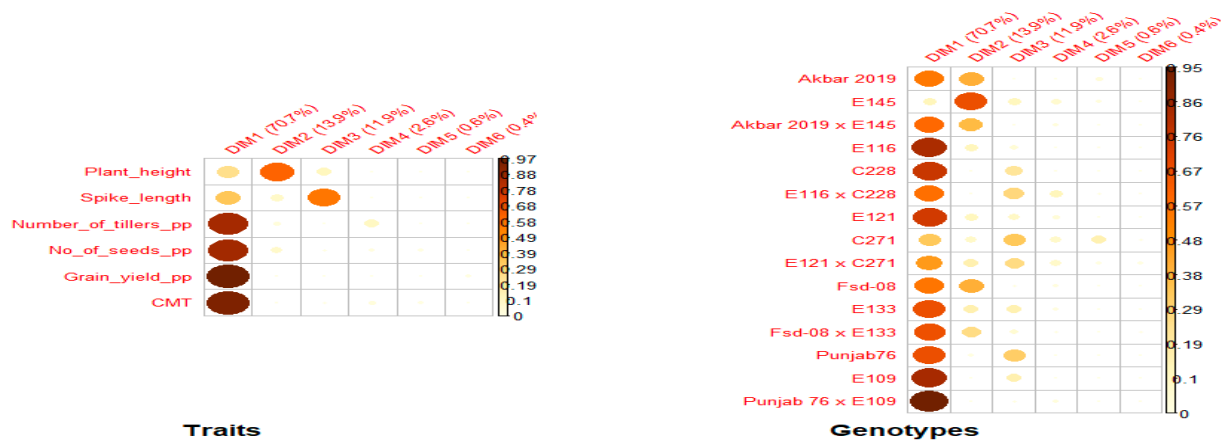 DIM1 (70.7%)
DIM2 (13.9%)
DIM3 (11.9%)
DIM4 (2.6%)
DIM5 (0.6%)
DIM6 (0.4%
Plant_height
Spike_length
Number_of_tillers_pp
No_of_seeds_pp
Grain_yield_pp
CMT
0.97
0.88
0.78
0.68
0.58
0.49
0.39
0.29
0.19
0.1
0
Traits
DIM1 (70.7%)
DIM2 (13.9%)
DIM3 (11.9%)
DIM4 (2.6%)
DIM5 (0.6%)
DIM6 (0.4%)
Akbar 2019
E145
Akbar 2019 x E145
E116
C228
E116 x C228
E121
C271
E121 x C271
Fsd-08
E133
Fsd-08 x E133
Punjab76
E109
Punjab 76 x E109
0.95
0.86
0.76
0.67
0.57
0.48
0.38
0.29
0.19
0.1
0
Genotypes